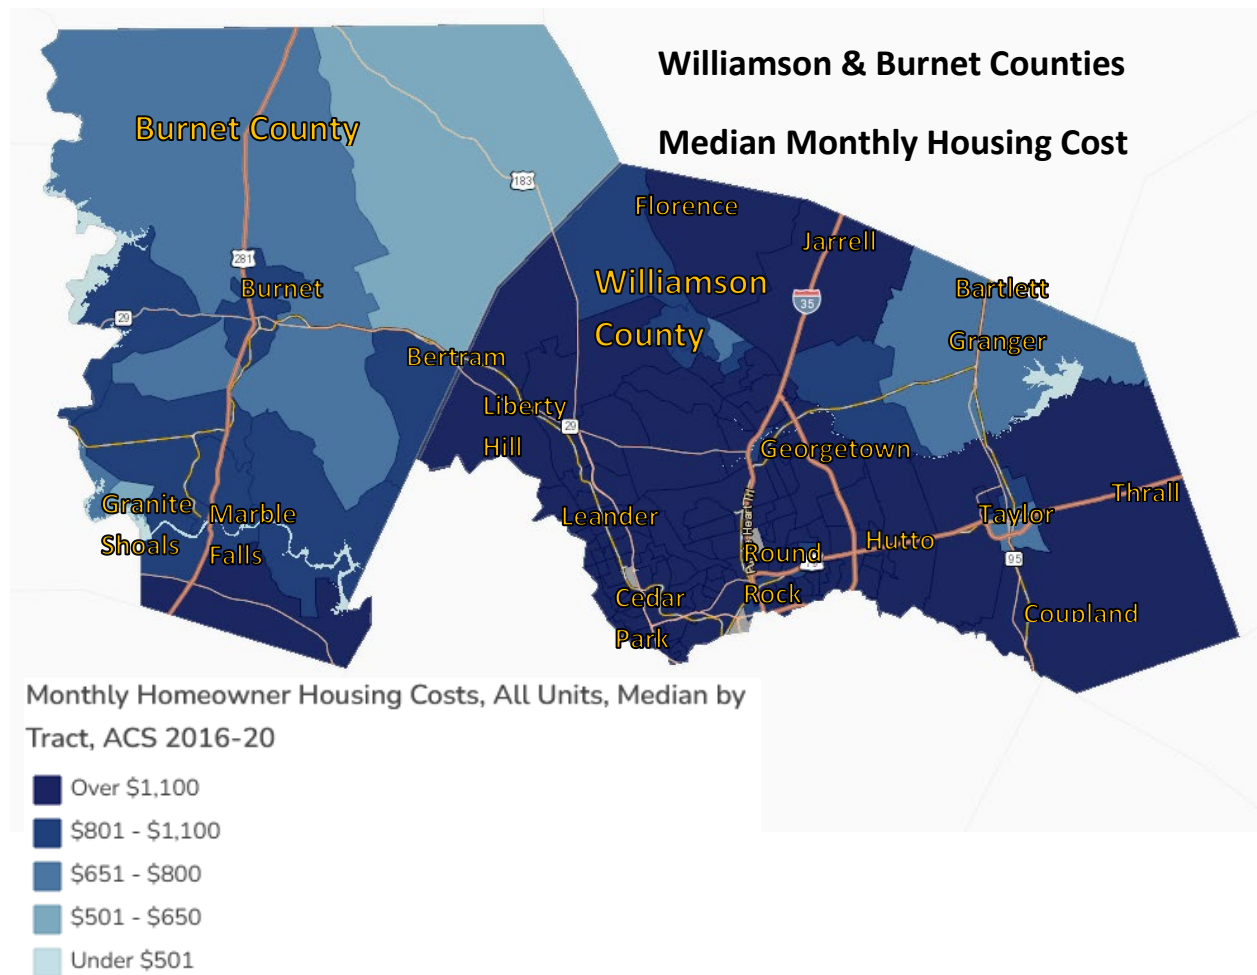 Williamson & Burnet Counties
Median Monthly Housing Cost
Burnet County
183
Florence
Jarrell
281
Burnet
Williamson
County
35
Bartlett
Granger
29
Bertram
Liberty
Hill
29
Georgetown
Granite
Shoals
Marble
Falls
Leander
Thrall
Taylor
Hutto
Round
Rock
95
Cedar
Park
Coupland
Monthly Homeowner Housing Costs, All Units, Median by
Tract, ACS 2016-20
Over $1,100
$801 - $1,100
$651 - $800
$501 - $650
Under $501